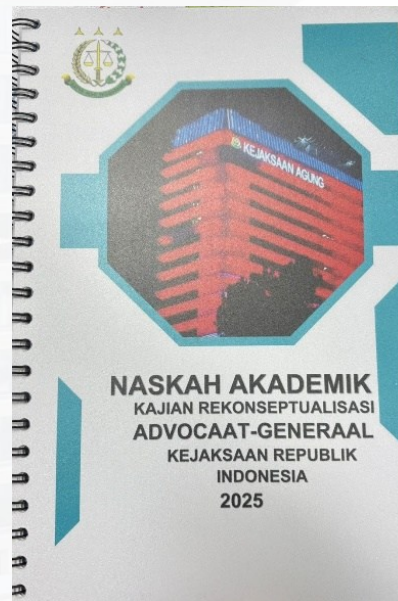 KEJAKSAAN AGUNG
NASKAH AKADEMIK
KAJIAN REKONSEPTUALISASI
ADVOCAAT-GENERAAL
KEJAKSAAN REPUBLIK
INDONESIA
2025